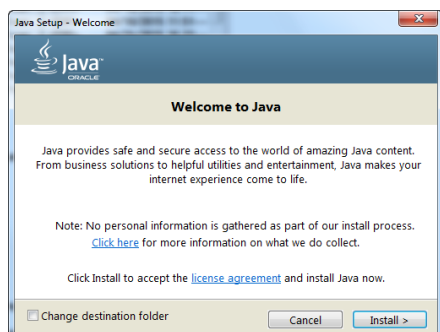 Java Setup - Welcome
Java
ORACLE
Welcome to Java
Java provides safe and secure access to the world of amazing Java content.
From business solutions to helpful utilities and entertainment, Java makes your
internet experience come to life.
Note: No personal information is gathered as part of our install process.
Click here for more information on what we do collect.
Click Install to accept the license agreement and install Java now.
Change destination folder
Cancel
Install >